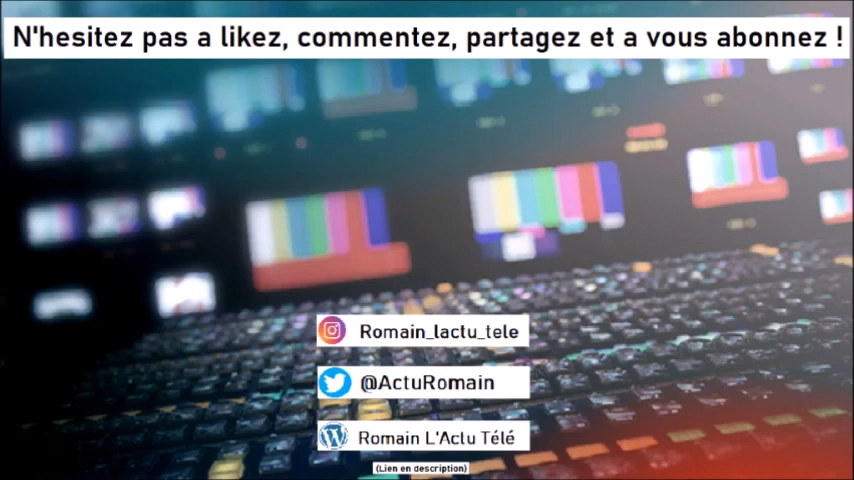 N'hesitez pas a likez, commentez, partagez et a vous abonnez !
Romain_lactu_tele
@ActuRomain
Romain L'Actu Télé
(Lien en description)